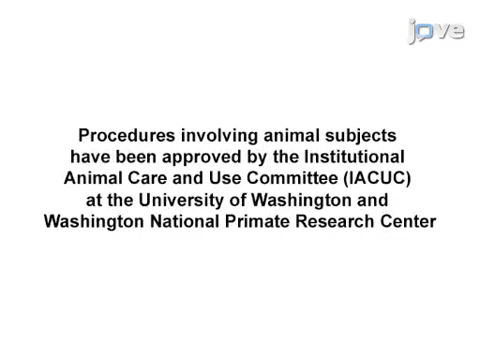 jove
Procedures involving animal subjects
have been approved by the Institutional
Animal Care and Use Committee (IACUC)
at the University of Washington and
Washington National Primate Research Center